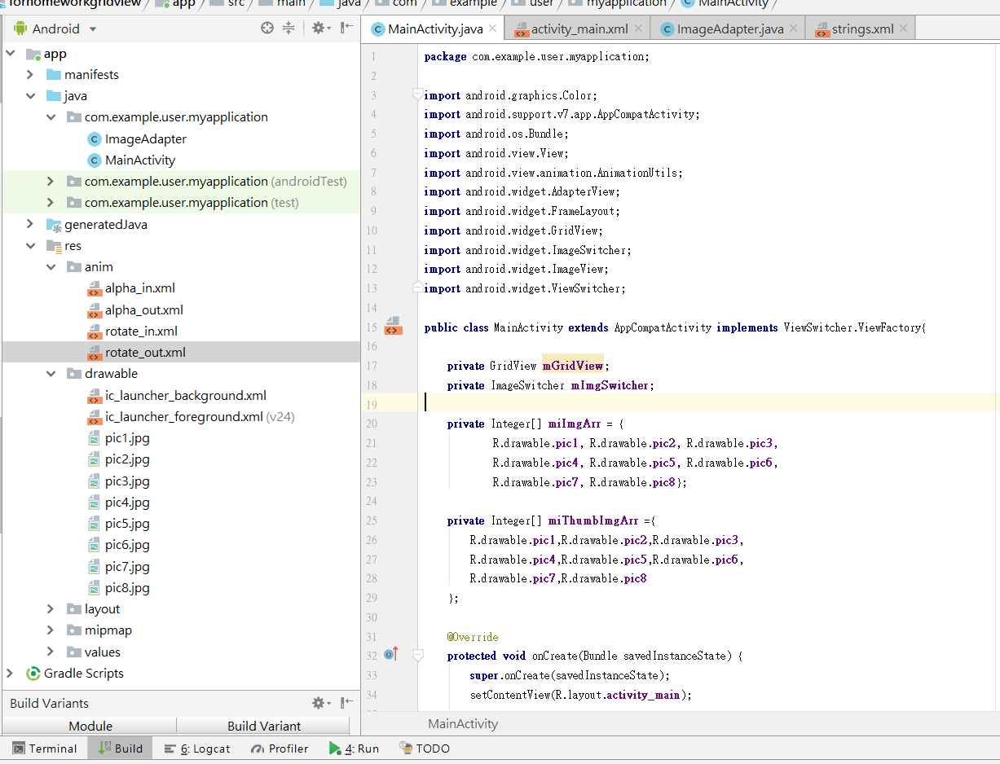 forhomeworkgridview app src main java com example user myapplication MainActivity
Android
MainActivity.java activity_main.xml ImageAdapter.java strings.xml
app
manifests
java
com.example.user.myapplication
ImageAdapter
MainActivity
com.example.user.myapplication (androidTest)
com.example.user.myapplication (test)
generatedJava
res
anim
alpha_in.xml
alpha_out.xml
rotate_in.xml
rotate_out.xml
drawable
ic_launcher_background.xml
ic_launcher_foreground.xml (v24)
pic1.jpg
pic2.jpg
pic3.jpg
pic4.jpg
pic5.jpg
pic6.jpg
pic7.jpg
pic8.jpg
layout
mipmap
values
Gradle Scripts
Build Variants
Module Build Variant
1 package com.example.user.myapplication;
2
3 import android.graphics.Color;
4 import android.support.v7.app.AppCompatActivity;
5 import android.os.Bundle;
6 import android.view.View;
7 import android.view.animation.AnimationUtils;
8 import android.widget.AdapterView;
9 import android.widget.FrameLayout;
10 import android.widget.GridView;
11 import android.widget.ImageSwitcher;
12 import android.widget.ImageView;
13 import android.widget.ViewSwitcher;
14
15 public class MainActivity extends AppCompatActivity implements ViewSwitcher.ViewFactory{
16
17 private GridView mGridView;
18 private ImageSwitcher mImgSwitcher;
19
20 private Integer[] miImgArr = {
21 R.drawable.pic1, R.drawable.pic2, R.drawable.pic3,
22 R.drawable.pic4, R.drawable.pic5, R.drawable.pic6,
23 R.drawable.pic7, R.drawable.pic8};
24
25 private Integer[] miThumbImgArr ={
26 R.drawable.pic1,R.drawable.pic2,R.drawable.pic3,
27 R.drawable.pic4,R.drawable.pic5,R.drawable.pic6,
28 R.drawable.pic7,R.drawable.pic8
29 };
30
31 @Override
32 protected void onCreate(Bundle savedInstanceState) {
33 super.onCreate(savedInstanceState);
34 setContentView(R.layout.activity_main);
MainActivity
Terminal Build 6: Logcat Profiler 4: Run TODO